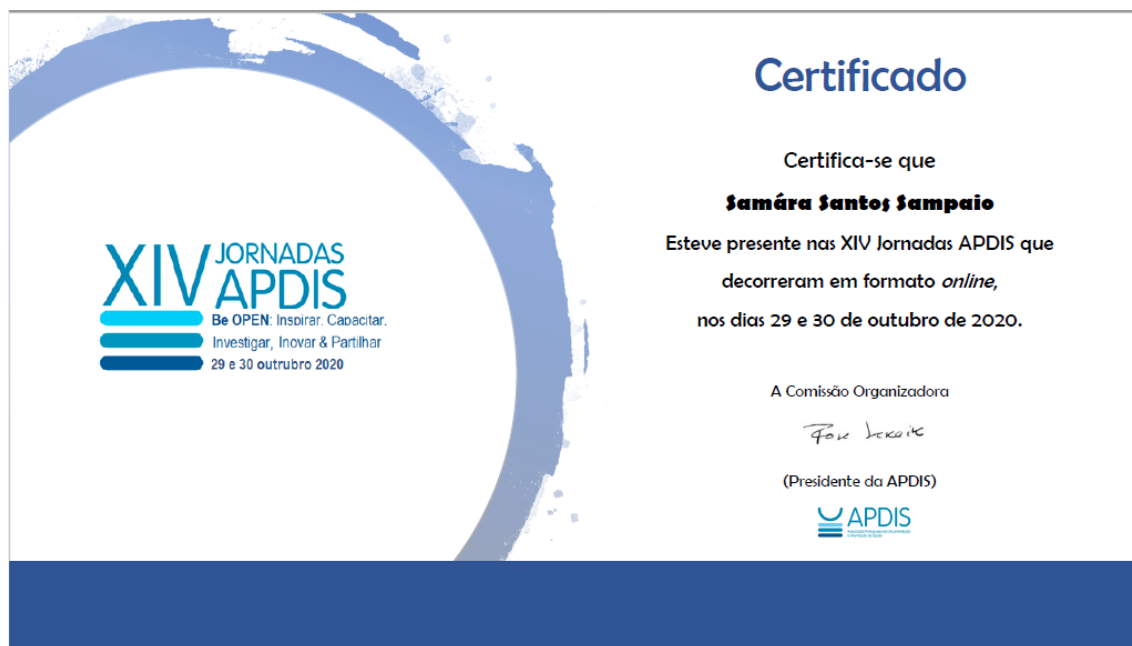 XIV JORNADAS
APDIS
Be OPEN: Inspirar, Capacitar,
Investigar, Inovar & Partilhar
29 e 30 outrubro 2020
Certificado
Certifica-se que
Samára Santos Sampaio
Esteve presente nas XIV Jornadas APDIS que
decorreram em formato online,
nos dias 29 e 30 de outubro de 2020.
A Comissão Organizadora
(Presidente da APDIS)
APDIS